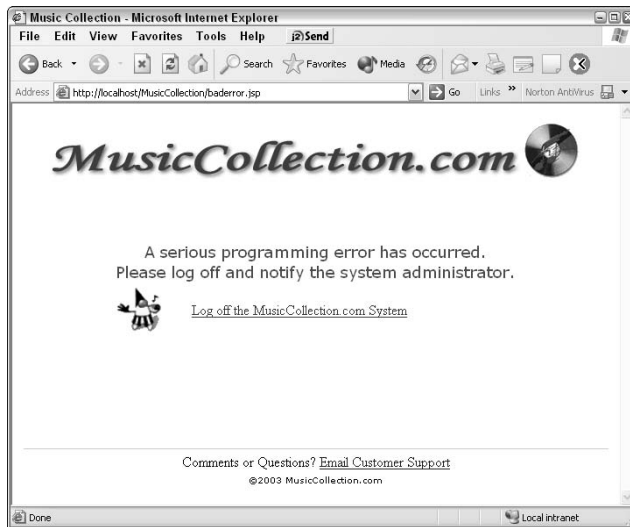 Music Collection - Microsoft Internet Explorer
File Edit View Favorites Tools Help j2Send
Back Search Favorites Media
Address http://localhost/MusicCollection/baderror.jsp Go Links » Norton AntiVirus
MusicCollection.com
A serious programming error has occurred.
Please log off and notify the system administrator.
Log off the MusicCollection.com System
Comments or Questions? Email Customer Support
©2003 MusicCollection.com
Done Local intranet